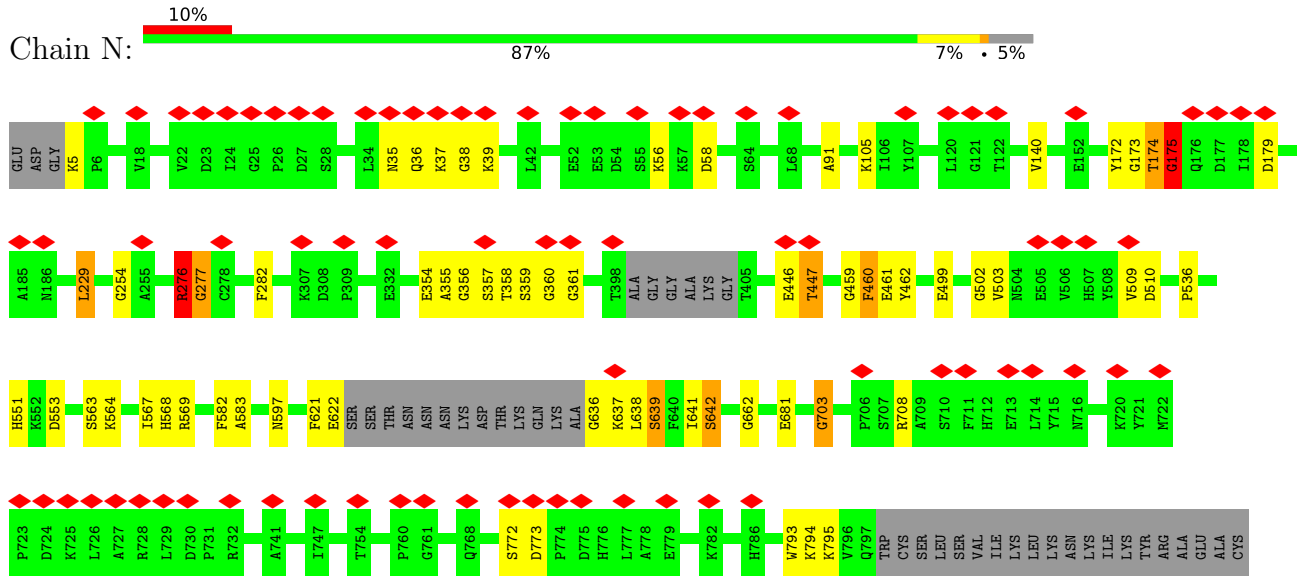 10%
Chain N:
87% 7% • 5%
GLU ASP GLY K5 P6 V18 V22 D23 I24 G25 P26 D27 S28 L34 N35 Q36 K37 G38 K39 L42 E52 E53 D54 S55 K56 K57 D58 S64 L68 A91 K105 I106 Y107 L120 G121 T122 V140 E152 Y172 G173 T174 G175 Q176 D177 I178 D179
A185 N186 L229 G254 A255 R276 G277 C278 F282 K307 D308 P309 E332 E354 A355 G356 S357 T358 S359 G360 G361 T398 ALA GLY GLY ALA LYS GLY T405 E446 T447 G459 F460 E461 Y462 E499 G502 V503 N504 E505 V506 H507 Y508 V509 D510 P536
H551 K552 D553 S563 K564 I567 H568 R569 F582 A583 N597 F621 E622 SER SER THR ASN ASN ASN LYS ASP THR LYS GLN LYS ALA G636 K637 L638 S639 F640 I641 S642 G662 E681 G703 P706 S707 R708 A709 S710 F711 H712 E713 L714 Y715 N716 K720 Y721 M722
P723 D724 K725 L726 A727 R728 L729 D730 P731 R732 A741 I747 T754 P760 G761 Q768 S772 D773 P774 D775 H776 L777 A778 E779 K782 H786 W793 K794 K795 V796 Q797 TRP CYS SER LEU SER VAL ILE LYS LEU LYS ASN LYS ILE LYS TYR ARG ALA GLU ALA CYS